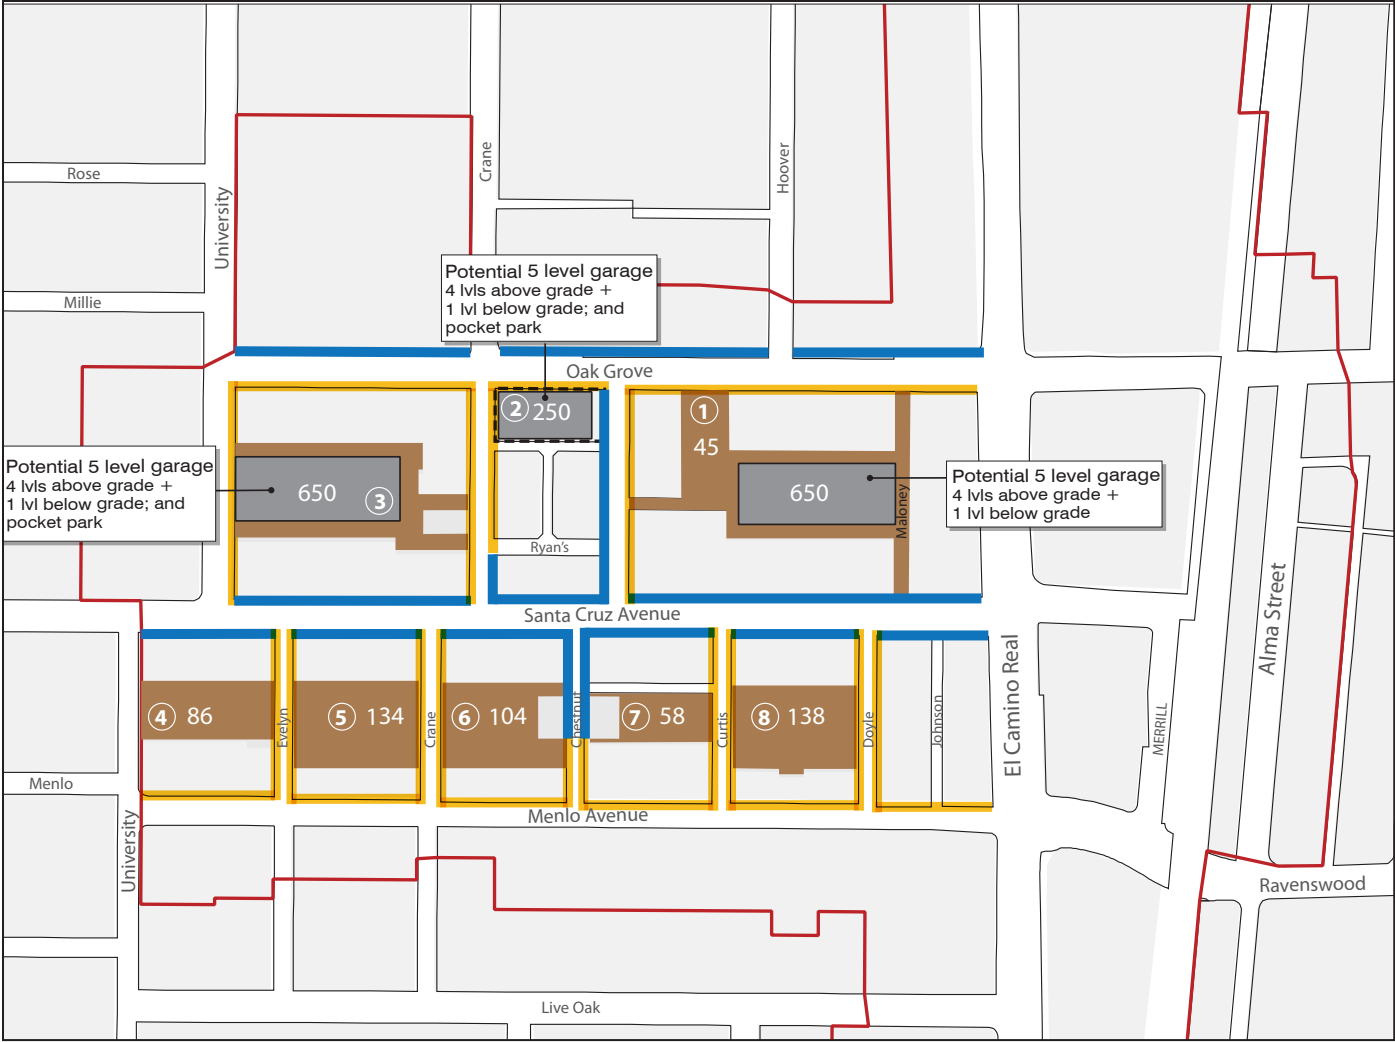 Rose
University
Crane
Hoover
Millie
Potential 5 level garage
4 lvls above grade +
1 lvl below grade; and
pocket park
Oak Grove
② 250
① 45
Potential 5 level garage
4 lvls above grade +
1 lvl below grade; and
pocket park
650
③
650
Maloney
Potential 5 level garage
4 lvls above grade +
1 lvl below grade
Ryan's
Santa Cruz Avenue
Alma Street
④ 86
Evelyn
⑤ 134
Crane
⑥ 104
Chestnut
⑦ 58
Curtis
⑧ 138
Doyle
Johnson
El Camino Real
MERRILL
Menlo
Menlo Avenue
University
Ravenswood
Live Oak